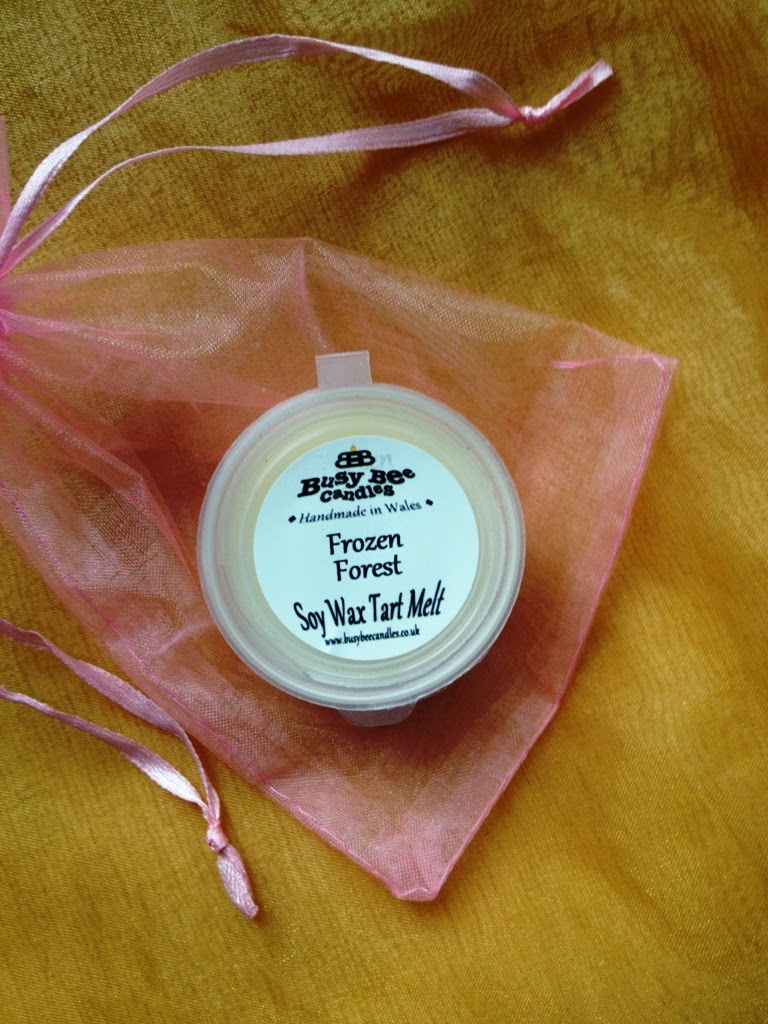 BBB
Busy Bee
Candles
Handmade in Wales
Frozen
Forest
Soy Wax Tart Melt
www.busybeecandles.co.uk